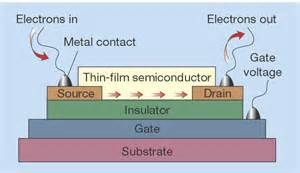 Electrons in
Electrons out
Metal contact
Gate
voltage
Thin-film semiconductor
Source
Drain
Insulator
Gate
Substrate